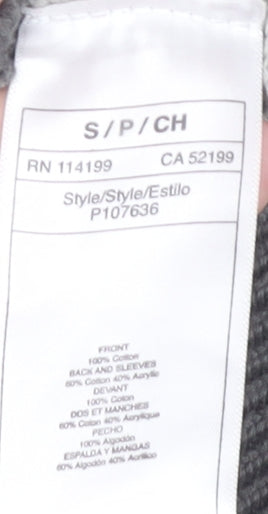 S / P / CH
RN 114199 CA 52199
Style/Style/Estilo
P107636
FRONT
100% Cotton
BACK AND SLEEVES
60% Cotton 40% Acrylic
DEVANT
100% Coton
DOS ET MANCHES
60% Coton 40% Acrylique
PECHO
100% Algodón
ESPALDA Y MANGAS
60% Algodón 40% Acrílico